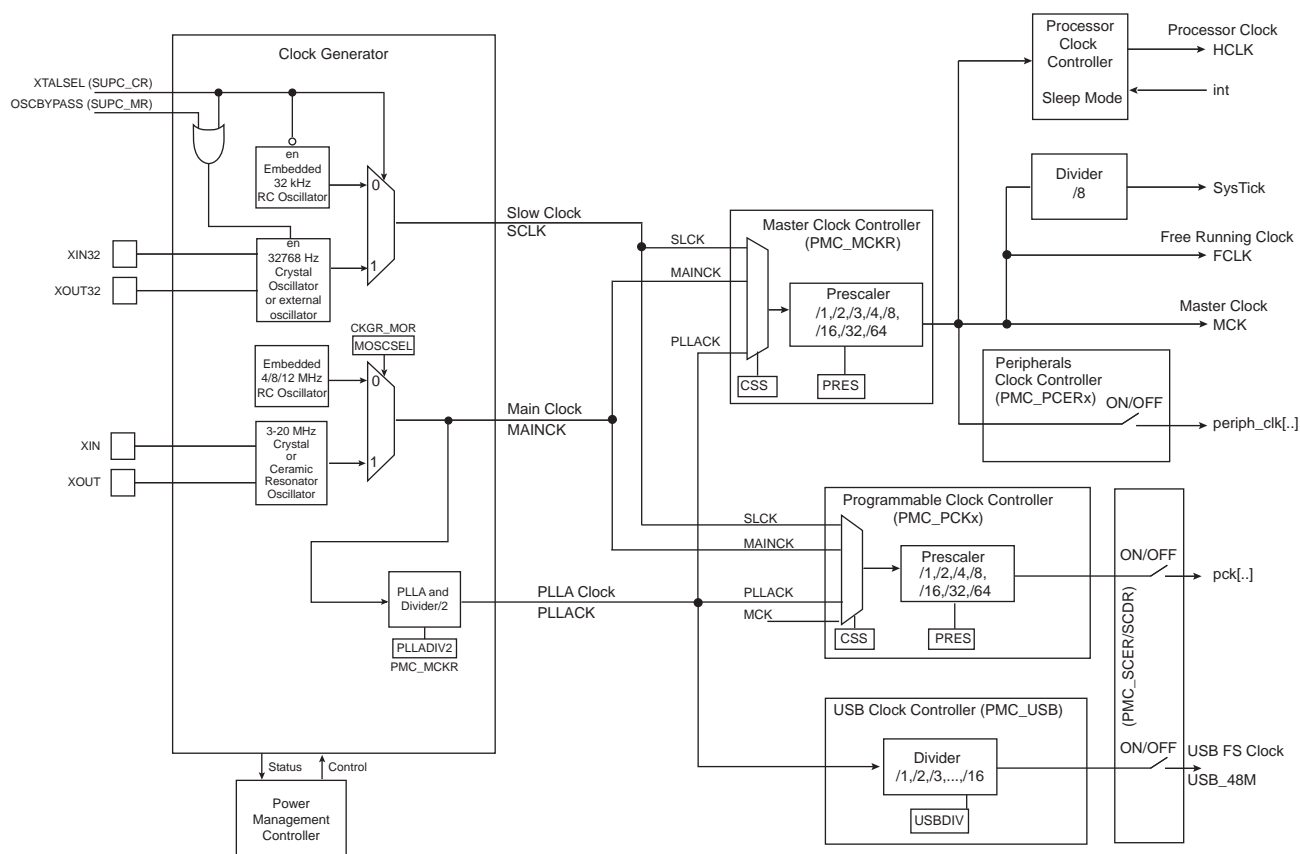 Clock Generator
XTALSEL (SUPC_CR)
OSCBYPASS (SUPC_MR)
en
Embedded
32 kHz
RC Oscillator
0
1
XIN32
XOUT32
en
32768 Hz
Crystal
Oscillator
or external
oscillator
Slow Clock
SCLK
CKGR_MOR
MOSCSEL
Embedded
4/8/12 MHz
RC Oscillator
0
1
XIN
XOUT
3-20 MHz
Crystal
or
Ceramic
Resonator
Oscillator
Main Clock
MAINCK
PLLA and
Divider/2
PLLADIV2
PMC_MCKR
PLLA Clock
PLLACK
Status
Control
Power
Management
Controller
Master Clock Controller
(PMC_MCKR)
SLCK
MAINCK
PLLACK
Prescaler
/1,/2,/3,/4,/8,
/16,/32,/64
CSS
PRES
Processor
Clock
Controller
Sleep Mode
Processor Clock
HCLK
int
Divider
/8
SysTick
Free Running Clock
FCLK
Master Clock
MCK
Peripherals
Clock Controller
(PMC_PCERx)
ON/OFF
periph_clk[..]
Programmable Clock Controller
(PMC_PCKx)
SLCK
MAINCK
PLLACK
MCK
Prescaler
/1,/2,/4,/8,
/16,/32,/64
CSS
PRES
ON/OFF
pck[..]
(PMC_SCER/SCDR)
USB Clock Controller (PMC_USB)
Divider
/1,/2,/3,...,/16
USBDIV
ON/OFF
USB FS Clock
USB_48M